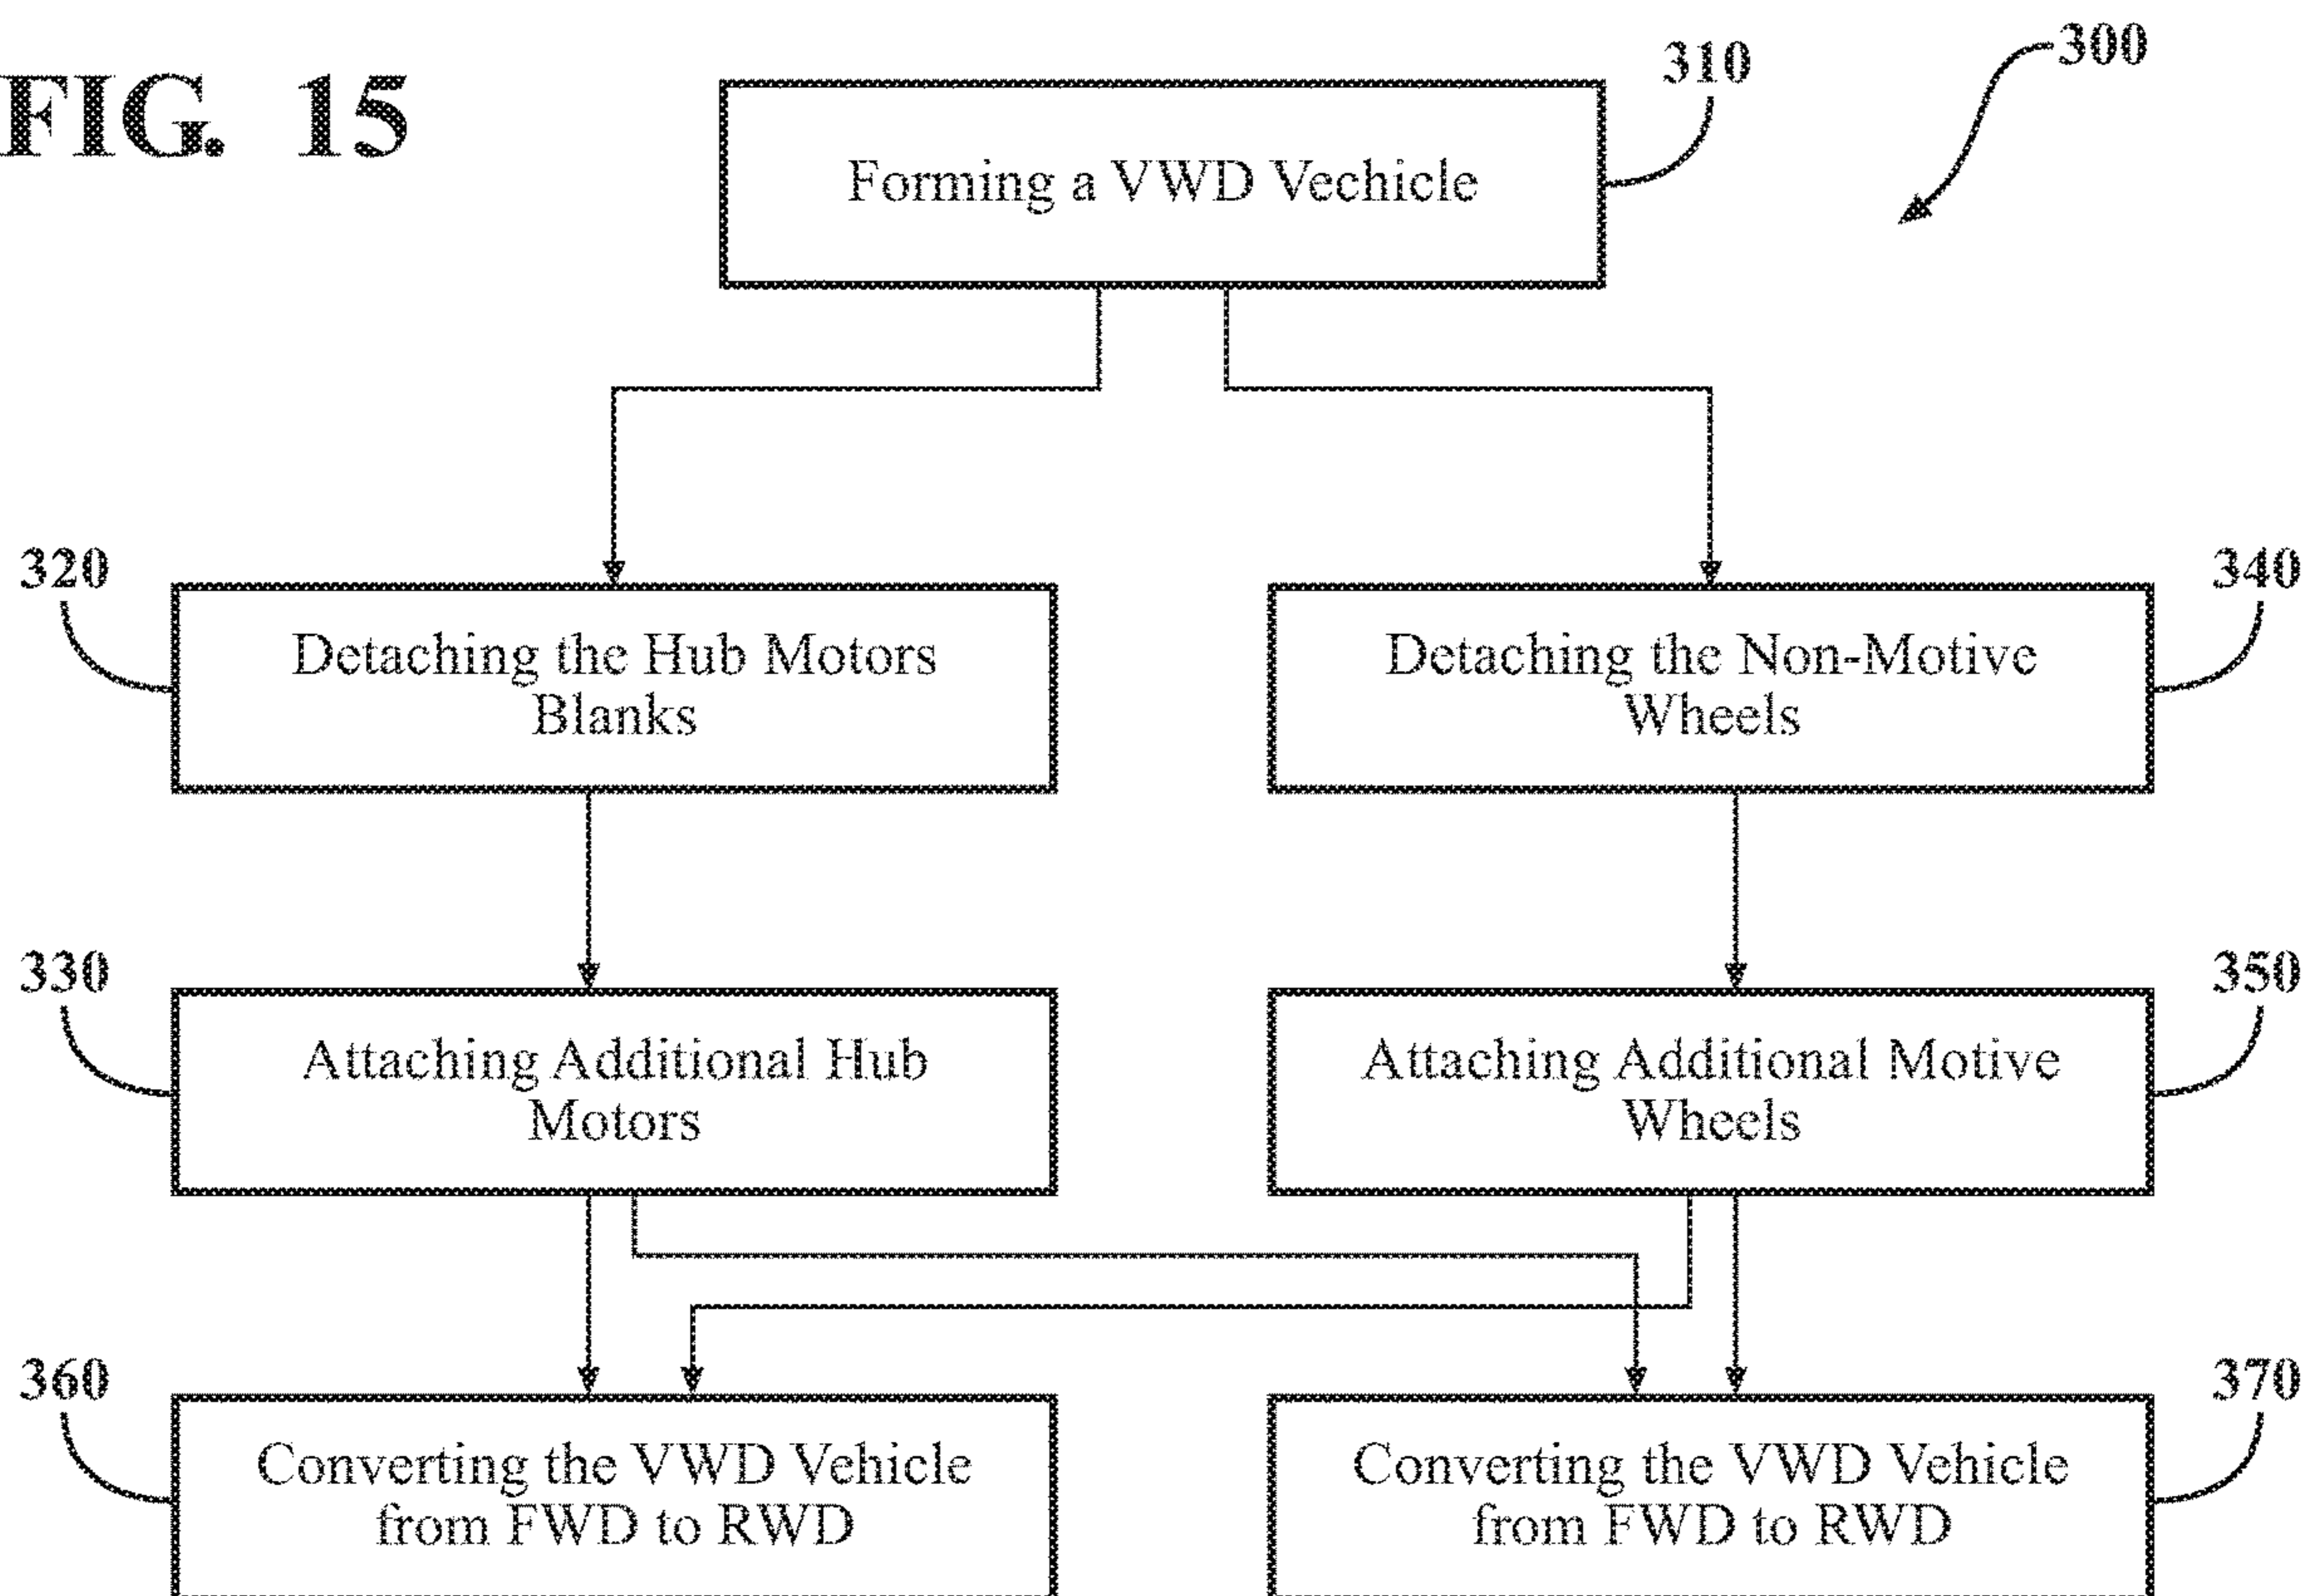 FIG. 15
300
310
Forming a VWD Vechicle
320
Detaching the Hub Motors
Blanks
340
Detaching the Non-Motive
Wheels
330
Attaching Additional Hub
Motors
350
Attaching Additional Motive
Wheels
360
Converting the VWD Vehicle
from FWD to RWD
370
Converting the VWD Vehicle
from FWD to RWD